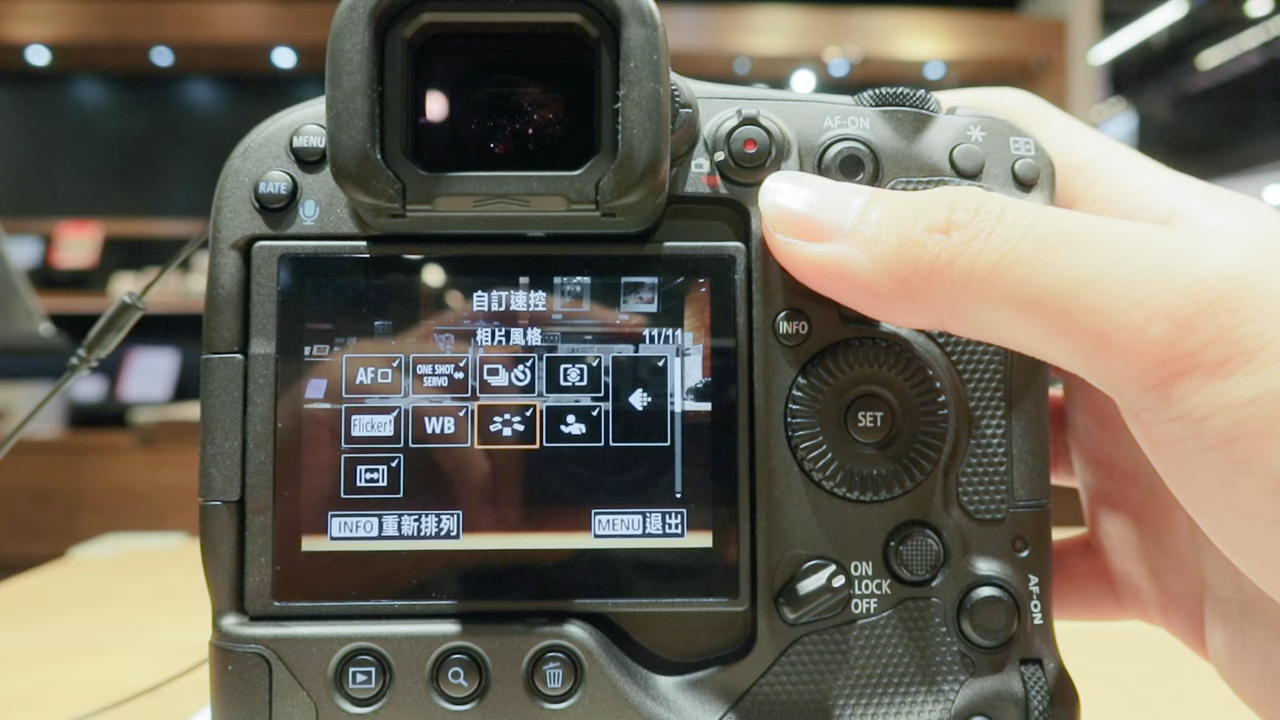 MENU
RATE
AF-ON
自訂速控
相片風格 11/11
AF ONE SHOT
SERVO
Flicker! WB
INFO 重新排列 MENU 退出
INFO
SET
ON
LOCK
OFF
AF-ON